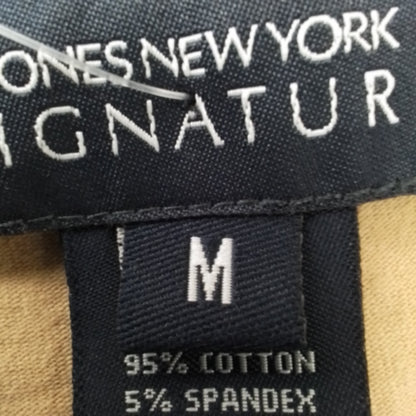 ONES NEW YORK
IGNATUR
M
95% COTTON
5% SPANDEX